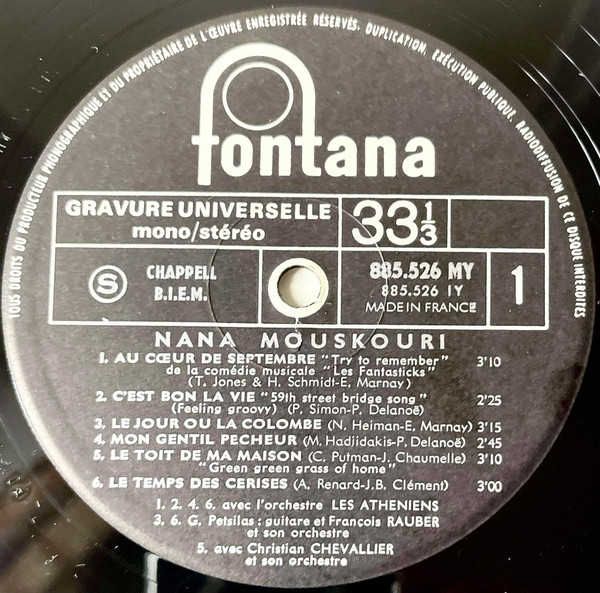 TOUS DROITS DU PRODUCTEUR PHONOGRAPHIQUE ET DU PROPRIÉTAIRE DE L'ŒUVRE ENREGISTRÉE RÉSERVÉS. DUPLICATION, EXÉCUTION PUBLIQUE, RADIODIFFUSION DE CE DISQUE INTERDITES
fontana
GRAVURE UNIVERSELLE
mono/stéréo
33 1/3
S
CHAPPELL
B.I.E.M.
885.526 MY
885.526 IY
MADE IN FRANCE
1
NANA MOUSKOURI
1. AU CŒUR DE SEPTEMBRE "Try to remember" 3'10
de la comédie musicale "Les Fantasticks"
(T. Jones & H. Schmidt-E. Marnay)
2. C'EST BON LA VIE "59th street bridge song" 2'25
(Feeling groovy) (P. Simon-P. Delanoë)
3. LE JOUR OU LA COLOMBE (N. Heiman-E. Marnay) 3'15
4. MON GENTIL PECHEUR (M. Hadjidakis-P. Delanoë) 2'45
5. LE TOIT DE MA MAISON (C. Putman-J. Chaumelle) 3'10
"Green green grass of home"
6. LE TEMPS DES CERISES (A. Renard-J.B. Clément) 3'00
1. 2. 4. 6. avec l'orchestre LES ATHENIENS
3. 6. G. Petsilas : guitare et François RAUBER
et son orchestre
5. avec Christian CHEVALLIER
et son orchestre